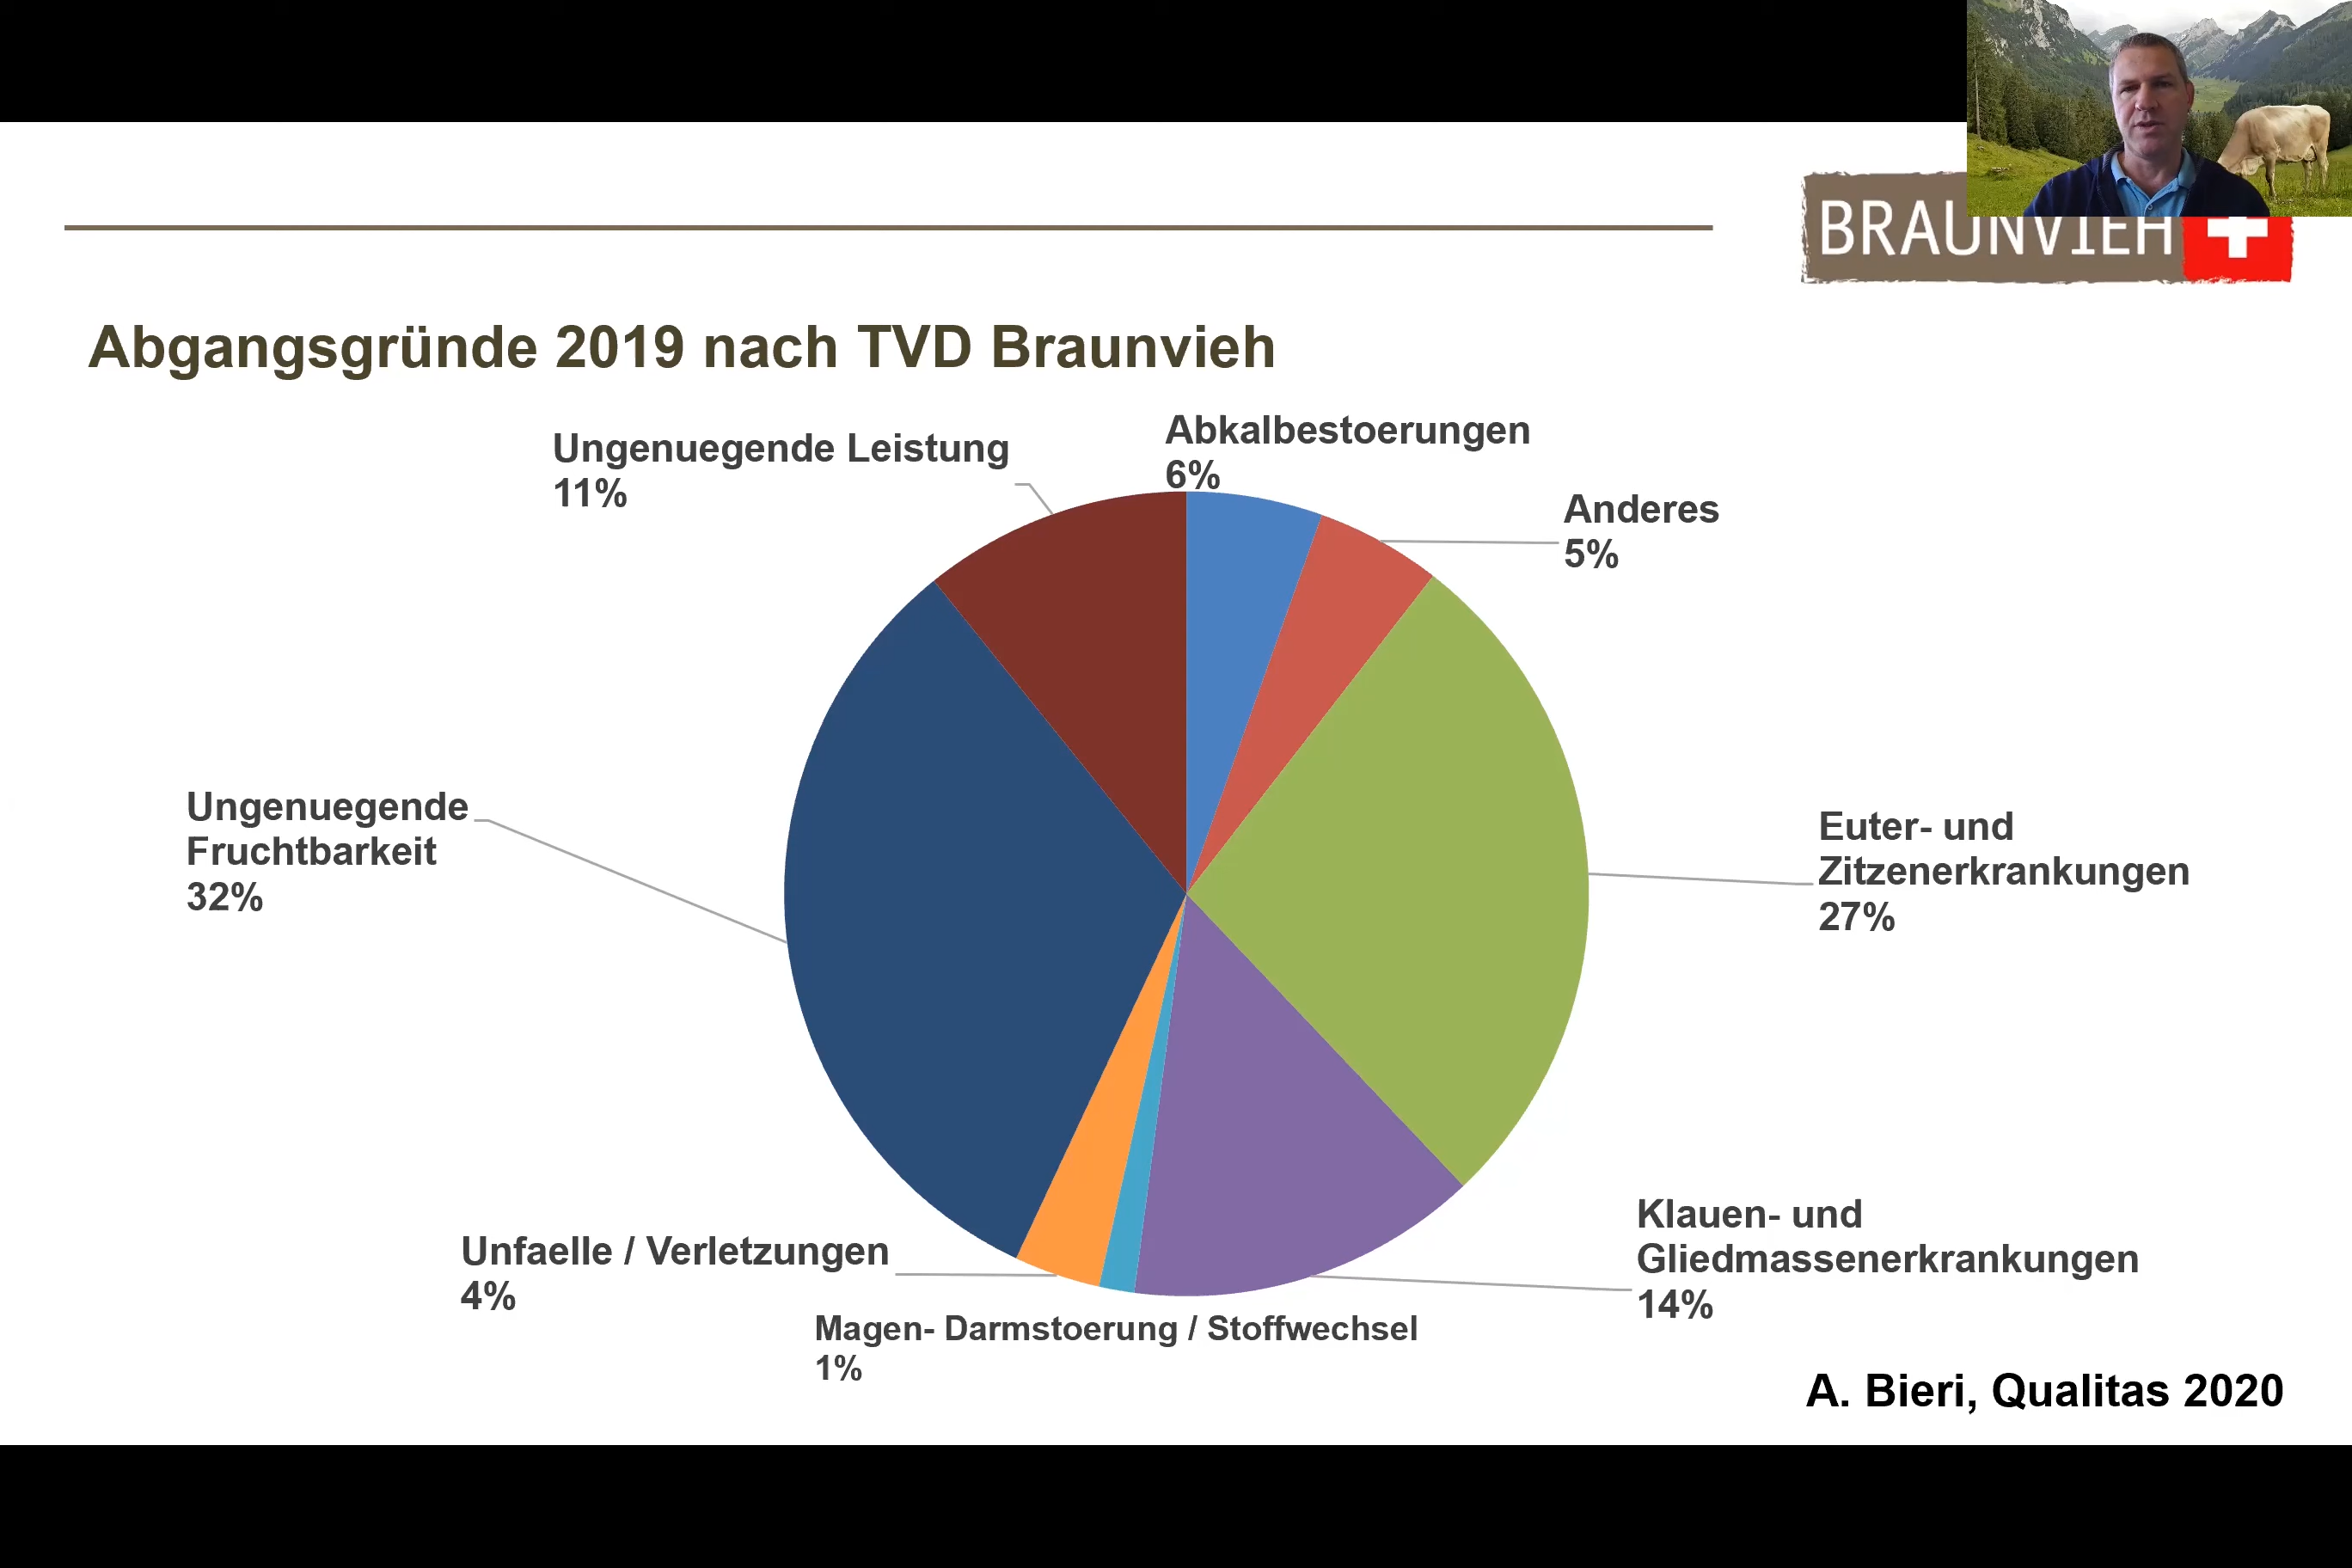 BRAUNVIEH
Abgangsgründe 2019 nach TVD Braunvieh
Ungenuegende Leistung
11%
Abkalbestoerungen
6%
Anderes
5%
Ungenuegende
Fruchtbarkeit
32%
Euter- und
Zitzenerkrankungen
27%
Klauen- und
Gliedmassenerkrankungen
14%
Unfaelle / Verletzungen
4%
Magen- Darmstoerung / Stoffwechsel
1%
A. Bieri, Qualitas 2020